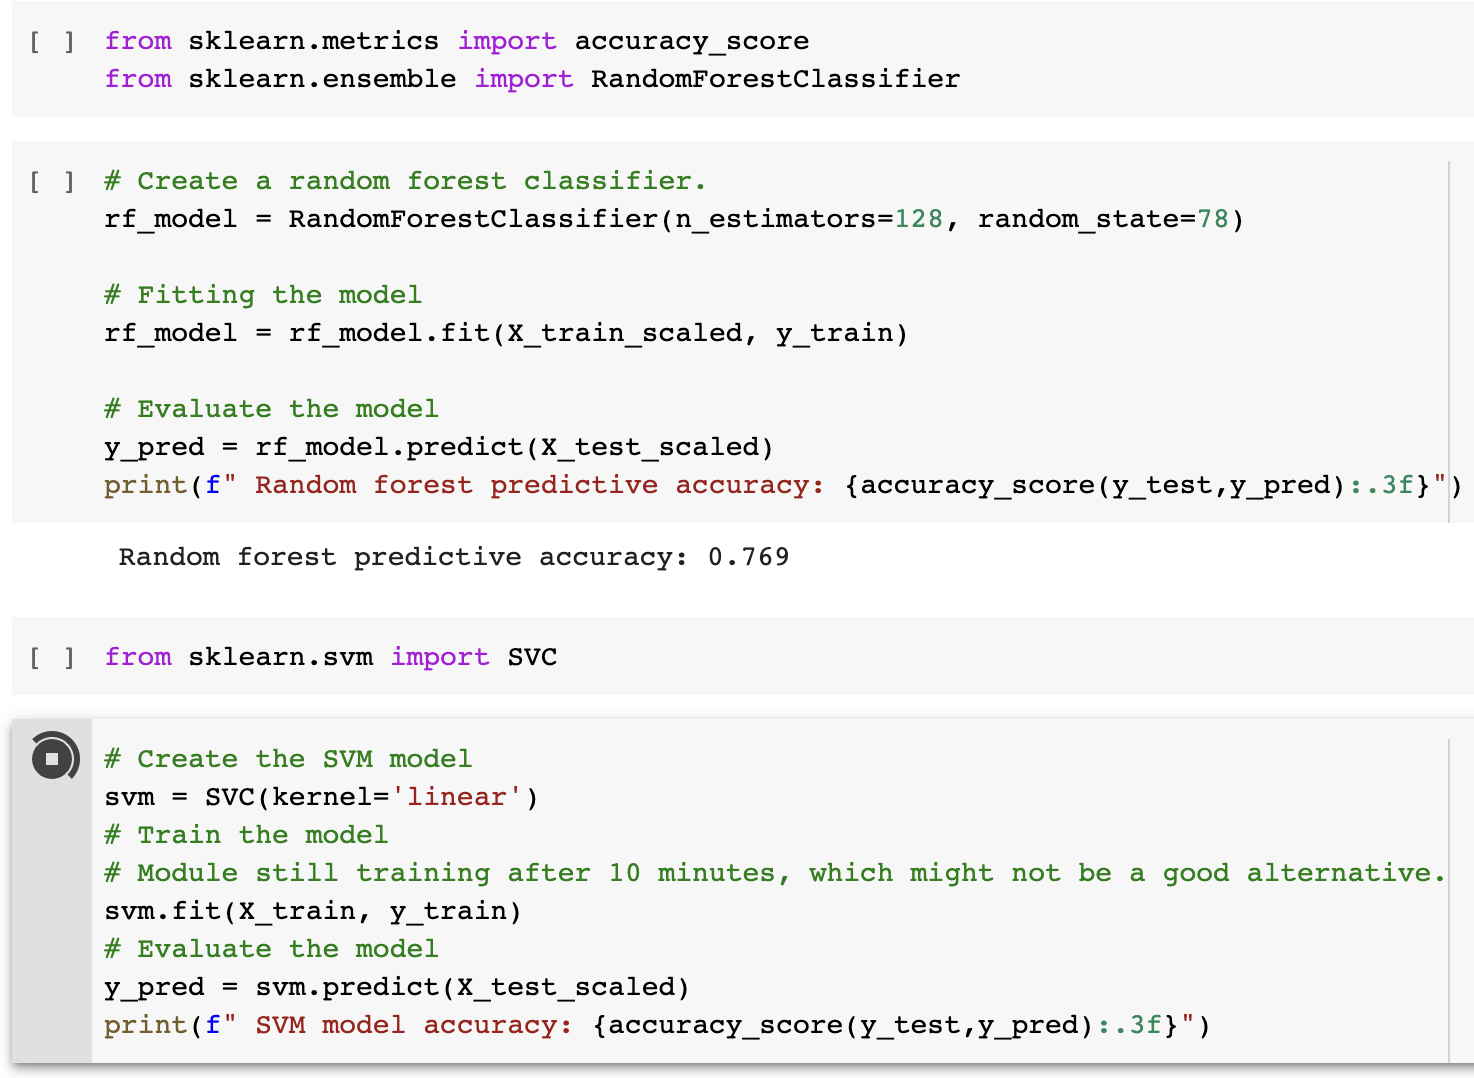 [ ] from sklearn.metrics import accuracy_score
from sklearn.ensemble import RandomForestClassifier
[ ] # Create a random forest classifier.
rf_model = RandomForestClassifier(n_estimators=128, random_state=78)
# Fitting the model
rf_model = rf_model.fit(X_train_scaled, y_train)
# Evaluate the model
y_pred = rf_model.predict(X_test_scaled)
print(f" Random forest predictive accuracy: {accuracy_score(y_test,y_pred):.3f}")
Random forest predictive accuracy: 0.769
[ ] from sklearn.svm import SVC
# Create the SVM model
svm = SVC(kernel='linear')
# Train the model
# Module still training after 10 minutes, which might not be a good alternative.
svm.fit(X_train, y_train)
# Evaluate the model
y_pred = svm.predict(X_test_scaled)
print(f" SVM model accuracy: {accuracy_score(y_test,y_pred):.3f}")